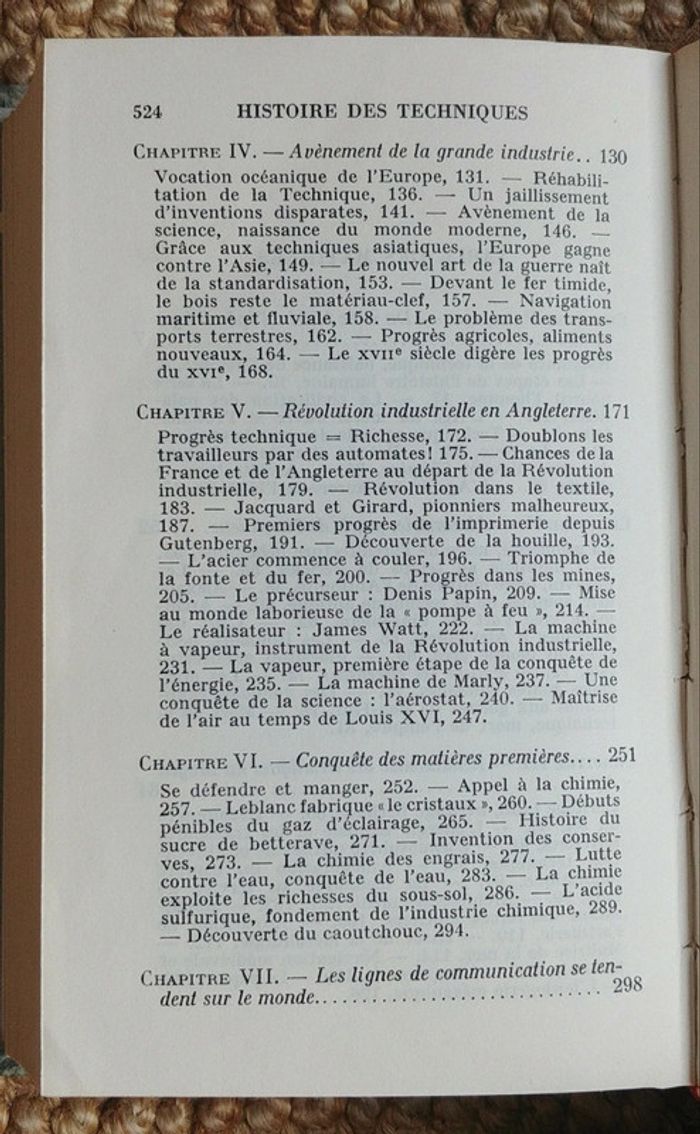 524 HISTOIRE DES TECHNIQUES
CHAPITRE IV. — Avènement de la grande industrie.. 130
Vocation océanique de l'Europe, 131. — Réhabili-
tation de la Technique, 136. — Un jaillissement
d'inventions disparates, 141. — Avènement de la
science, naissance du monde moderne, 146. —
Grâce aux techniques asiatiques, l'Europe gagne
contre l'Asie, 149. — Le nouvel art de la guerre naît
de la standardisation, 153. — Devant le fer timide,
le bois reste le matériau-clef, 157. — Navigation
maritime et fluviale, 158. — Le problème des trans-
ports terrestres, 162. — Progrès agricoles, aliments
nouveaux, 164. — Le XVIIe siècle digère les progrès
du XVIe, 168.
CHAPITRE V. — Révolution industrielle en Angleterre. 171
Progrès technique = Richesse, 172. — Doublons les
travailleurs par des automates! 175. — Chances de la
France et de l'Angleterre au départ de la Révolution
industrielle, 179. — Révolution dans le textile,
183. — Jacquard et Girard, pionniers malheureux,
187. — Premiers progrès de l'imprimerie depuis
Gutenberg, 191. — Découverte de la houille, 193.
— L'acier commence à couler, 196. — Triomphe de
la fonte et du fer, 200. — Progrès dans les mines,
205. — Le précurseur : Denis Papin, 209. — Mise
au monde laborieuse de la « pompe à feu », 214. —
Le réalisateur : James Watt, 222. — La machine
à vapeur, instrument de la Révolution industrielle,
231. — La vapeur, première étape de la conquête de
l'énergie, 235. — La machine de Marly, 237. — Une
conquête de la science : l'aérostat, 240. — Maîtrise
de l'air au temps de Louis XVI, 247.
CHAPITRE VI. — Conquête des matières premières.... 251
Se défendre et manger, 252. — Appel à la chimie,
257. — Leblanc fabrique « le cristaux », 260. — Débuts
pénibles du gaz d'éclairage, 265. — Histoire du
sucre de betterave, 271. — Invention des conser-
ves, 273. — La chimie des engrais, 277. — Lutte
contre l'eau, conquête de l'eau, 283. — La chimie
exploite les richesses du sous-sol, 286. — L'acide
sulfurique, fondement de l'industrie chimique, 289.
— Découverte du caoutchouc, 294.
CHAPITRE VII. — Les lignes de communication se ten-
dent sur le monde............................. 298